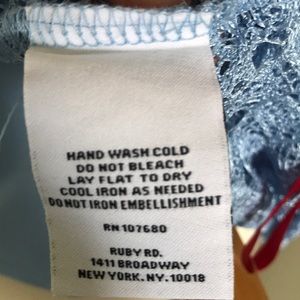 HAND WASH COLD
DO NOT BLEACH
LAY FLAT TO DRY
COOL IRON AS NEEDED
DO NOT IRON EMBELLISHMENT
RN 107680
RUBY RD.
1411 BROADWAY
NEW YORK. NY. 10018